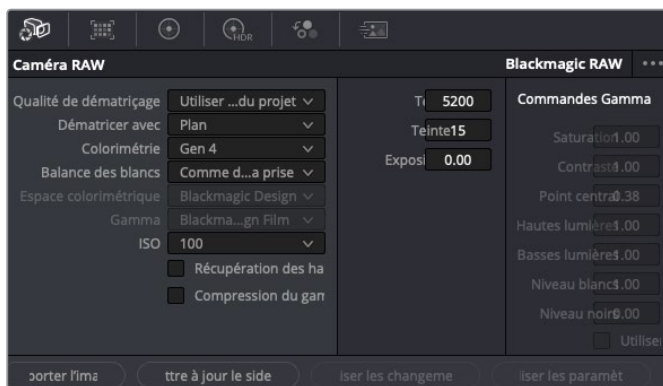 HDR
Caméra RAW
Blackmagic RAW
Qualité de dématriçage Utiliser ...du projet
Dématricer avec Plan
Colorimétrie Gen 4
Balance des blancs Comme d...a prise
Espace colorimétrique Blackmagic Design
Gamma Blackma...gn Film
ISO 100
Récupération des ha
Compression du gam
5200
Teinte 15
Exposi 0.00
Commandes Gamma
Saturation 1.00
Contraste 1.00
Point central 0.38
Hautes lumières 1.00
Basses lumières 1.00
Niveau blancs 1.00
Niveau noirs 0.00
Utiliser
porter l'ima
ttre à jour le side
iser les changeme
iser les paramèt